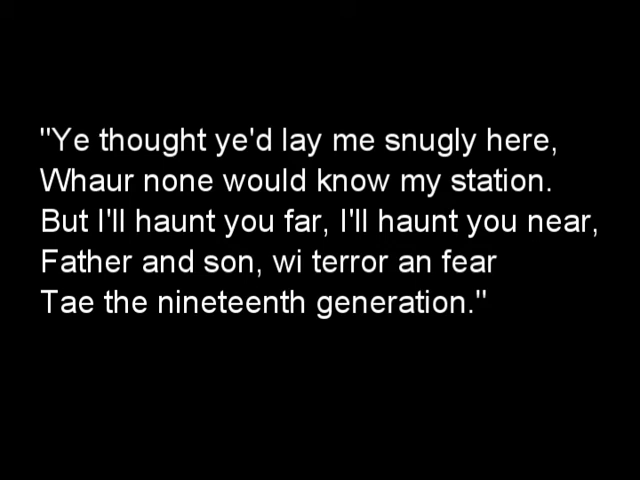 "Ye thought ye'd lay me snugly here,
Whaur none would know my station.
But I'll haunt you far, I'll haunt you near,
Father and son, wi terror an fear
Tae the nineteenth generation."